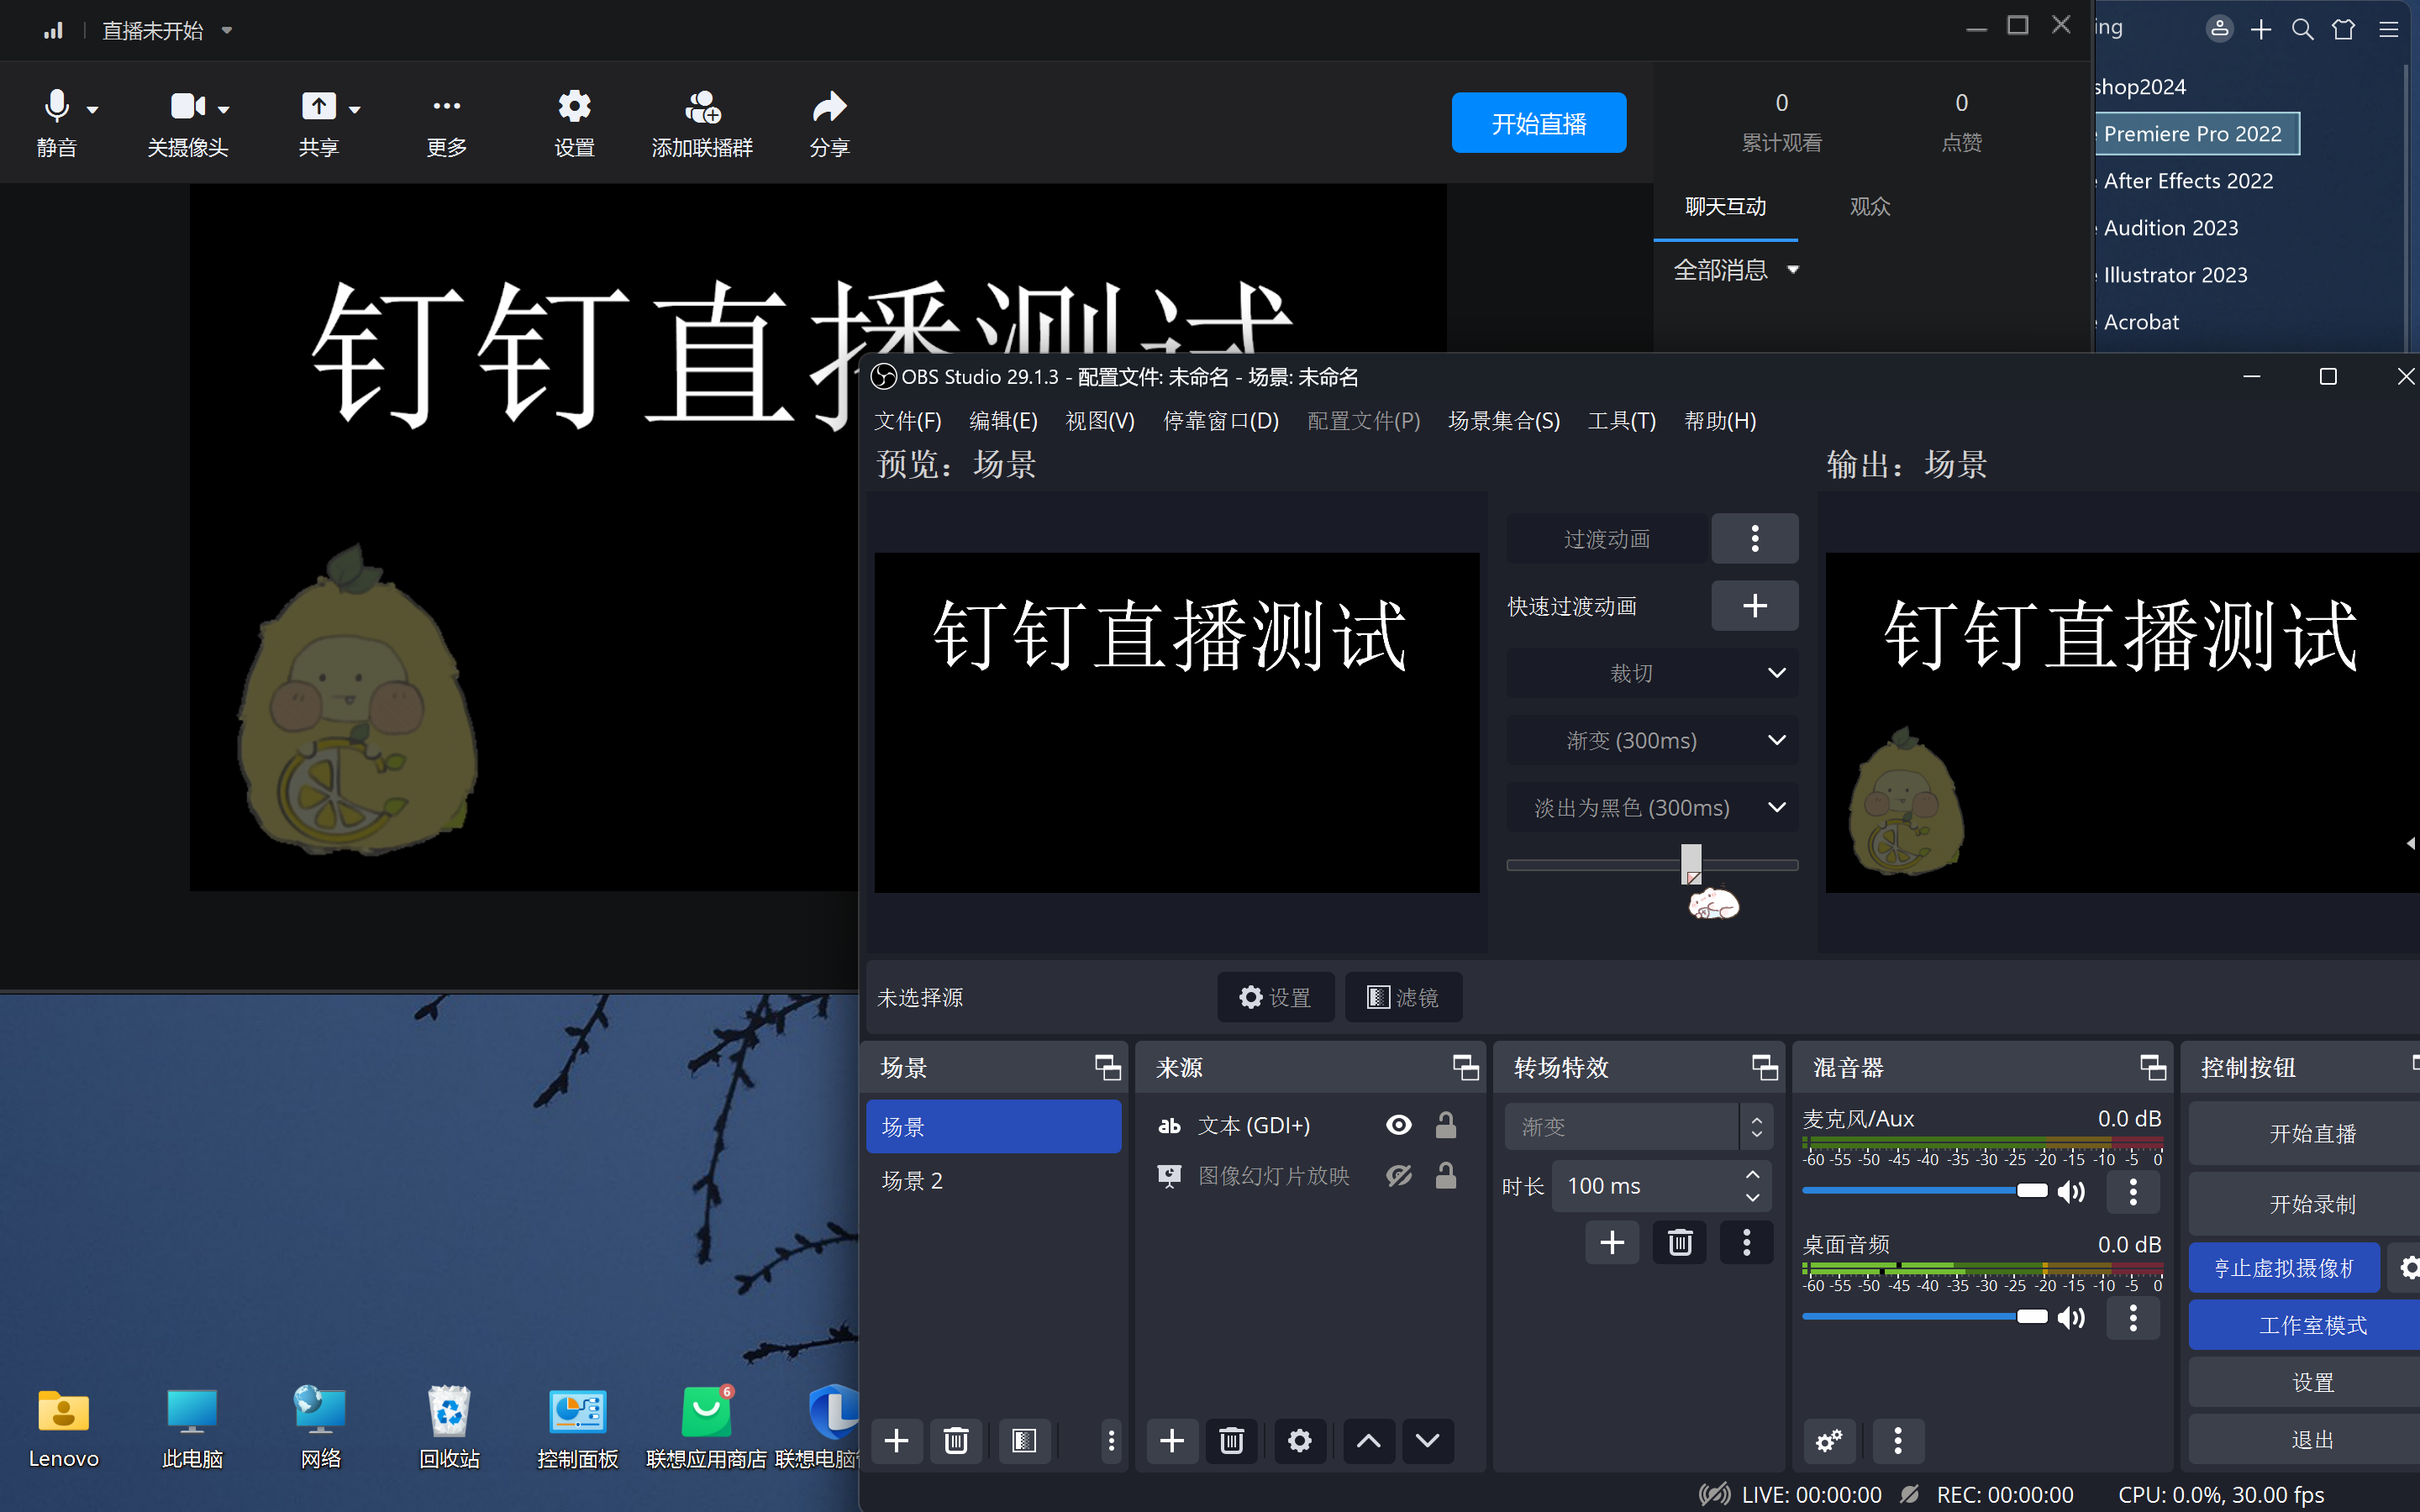 直播未开始
静音
关摄像头
共享
更多
设置
添加联播群
分享
开始直播
0
累计观看
0
点赞
聊天互动
观众
全部消息
ing
shop2024
Premiere Pro 2022
After Effects 2022
Audition 2023
Illustrator 2023
Acrobat
钉钉直播测试
OBS Studio 29.1.3 - 配置文件: 未命名 - 场景: 未命名
文件(F) 编辑(E) 视图(V) 停靠窗口(D) 配置文件(P) 场景集合(S) 工具(T) 帮助(H)
预览：场景
输出：场景
钉钉直播测试
过渡动画
快速过渡动画
裁切
渐变 (300ms)
淡出为黑色 (300ms)
钉钉直播测试
未选择源
设置
滤镜
场景
场景
场景 2
来源
ab 文本 (GDI+)
图像幻灯片放映
转场特效
渐变
时长 100 ms
混音器
麦克风/Aux 0.0 dB
-60 -55 -50 -45 -40 -35 -30 -25 -20 -15 -10 -5 0
桌面音频 0.0 dB
-60 -55 -50 -45 -40 -35 -30 -25 -20 -15 -10 -5 0
控制按钮
开始直播
开始录制
停止虚拟摄像机
工作室模式
设置
退出
LIVE: 00:00:00
REC: 00:00:00
CPU: 0.0%, 30.00 fps
Lenovo
此电脑
网络
回收站
控制面板
6
联想应用商店
联想电脑管